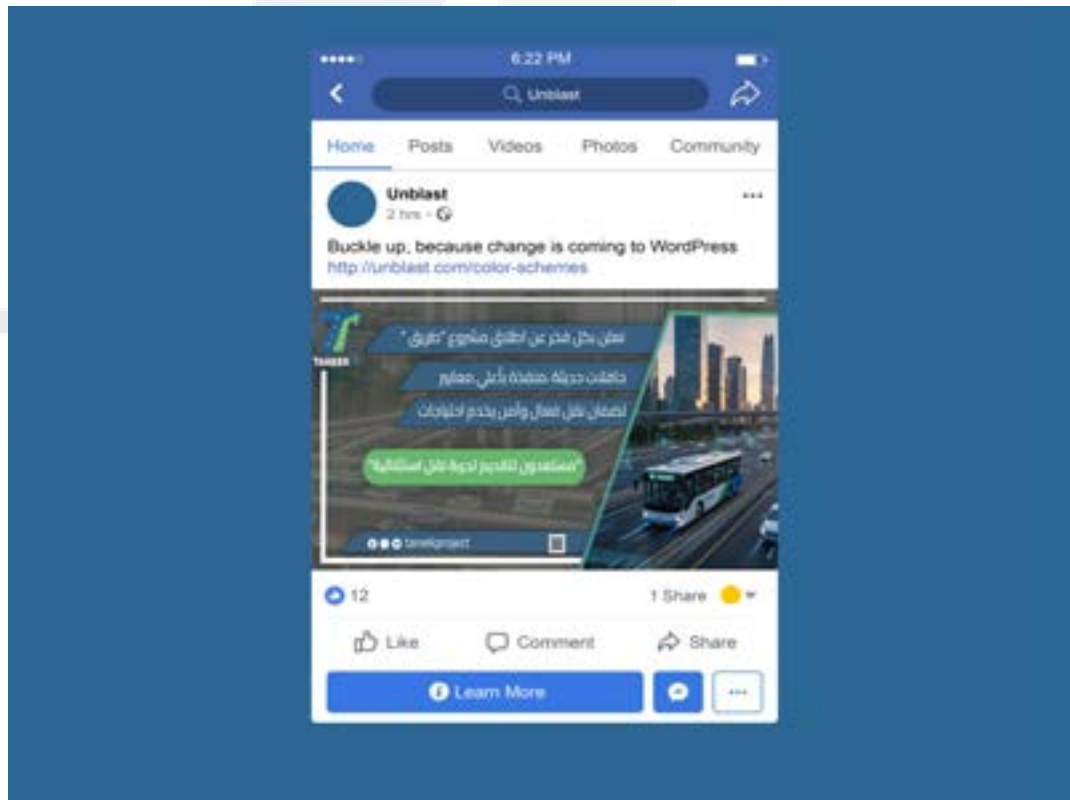 6:22 PM
Unblast
Home Posts Videos Photos Community
Unblast
2 hrs
Buckle up, because change is coming to WordPress
http://unblast.com/color-schemes
نعلن بكل فخر عن اطلاق مشروع "طريق"
حافلات حديثة منفذة بأعلى معايير
لضمان نقل فعال وآمن يخدم احتياجات
"مستعدون لتقديم تجربة نقل استثنائية"
12 1 Share
Like Comment Share
Learn More